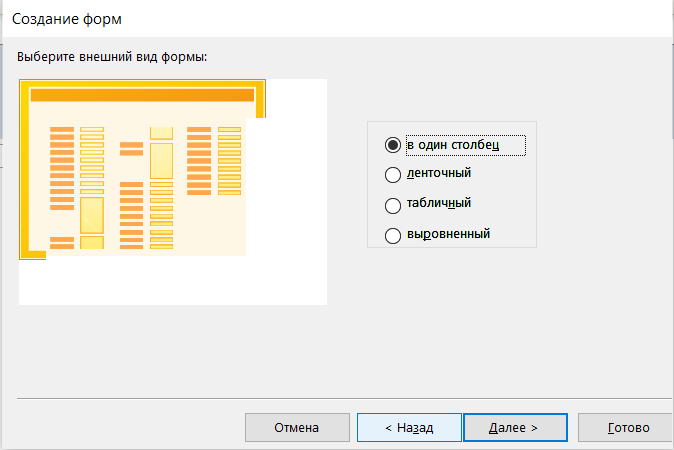 Создание форм
Выберите внешний вид формы:
в один столбец
ленточный
табличный
выровненный
Отмена
< Назад
Далее >
Готово